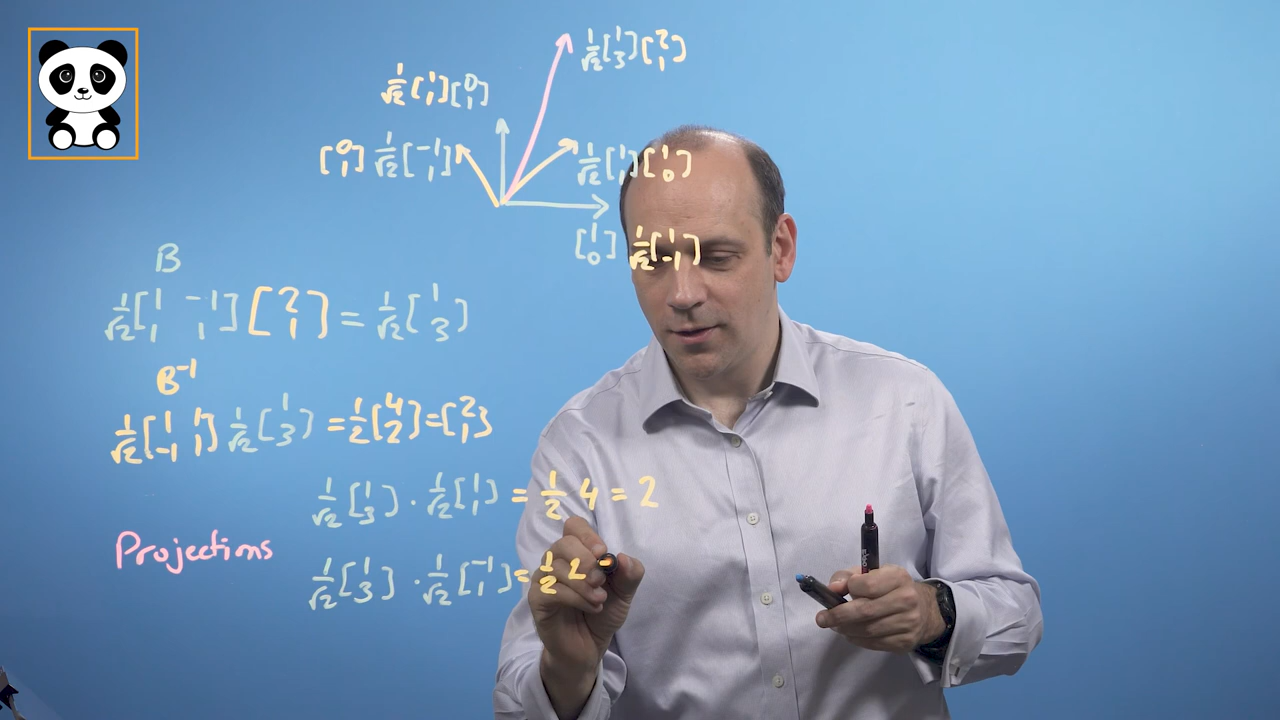 1/√2 [1 3] [2 1]
1/√2 [1 1] [0 1]
[0 1] 1/√2 [-1 1]
1/√2 [1 1] [1 0]
[1 0] 1/√2 [1 -1]
B
1/√2 [1 -1 1 1] [2 1] = 1/√2 [1 3]
B⁻¹
1/√2 [1 1 -1 1] 1/√2 [1 3] = 1/2 [4 2] = [2 1]
1/√2 [1 3] · 1/√2 [1 1] = 1/2 4 = 2
Projections
1/√2 [1 3] · 1/√2 [-1 1] = 1/2 2 =